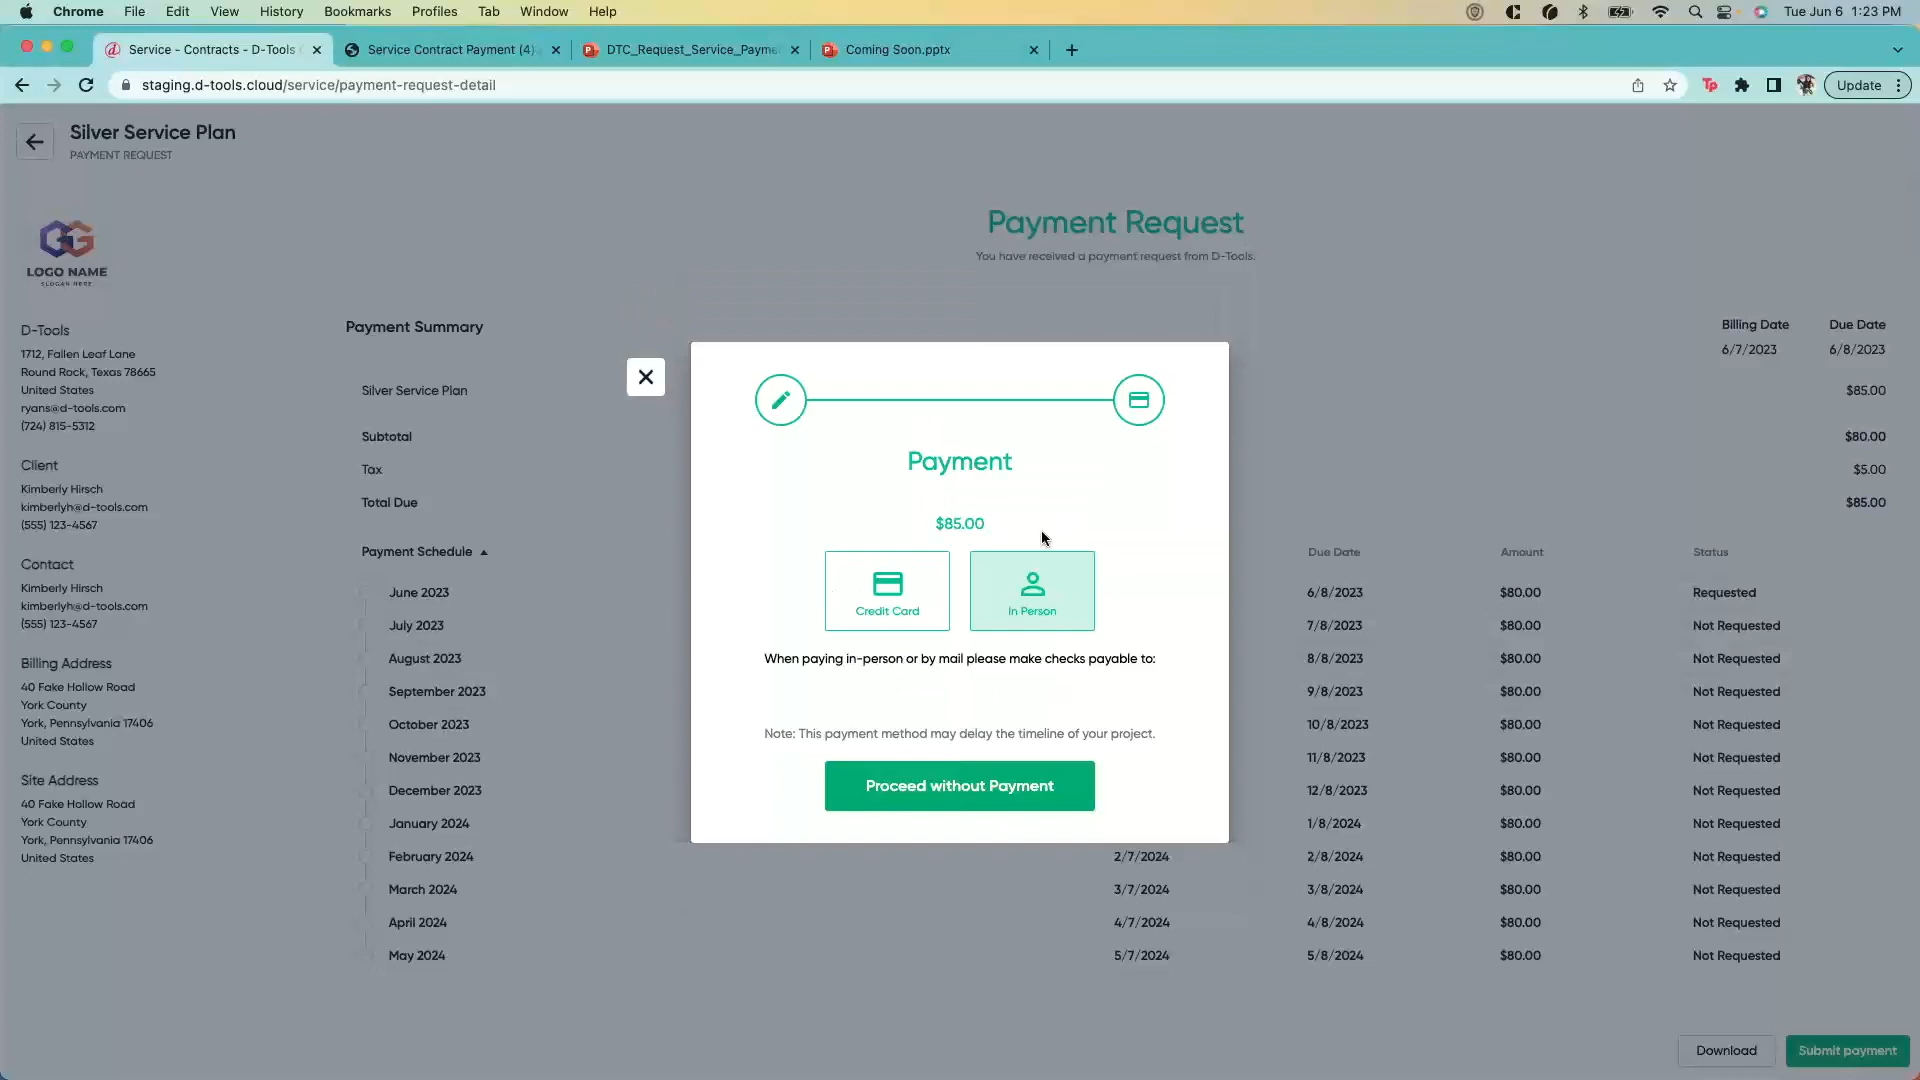 Chrome File Edit View History Bookmarks Profiles Tab Window Help Tue Jun 6 1:23 PM
Service - Contracts - D-Tools Service Contract Payment (4) DTC_Request_Service_Payme Coming Soon.pptx
staging.d-tools.cloud/service/payment-request-detail Update
Silver Service Plan
PAYMENT REQUEST
GG
LOGO NAME
SLOGAN HERE
Payment Request
You have received a payment request from D-Tools.
D-Tools
1712, Fallen Leaf Lane
Round Rock, Texas 78665
United States
ryans@d-tools.com
(724) 815-5312
Client
Kimberly Hirsch
kimberlyh@d-tools.com
(555) 123-4567
Contact
Kimberly Hirsch
kimberlyh@d-tools.com
(555) 123-4567
Billing Address
40 Fake Hollow Road
York County
York, Pennsylvania 17406
United States
Site Address
40 Fake Hollow Road
York County
York, Pennsylvania 17406
United States
Payment Summary
Billing Date Due Date
6/7/2023 6/8/2023
Silver Service Plan $85.00
Subtotal $80.00
Tax $5.00
Total Due $85.00
Payment Schedule Due Date Amount Status
June 2023 6/8/2023 $80.00 Requested
July 2023 7/8/2023 $80.00 Not Requested
August 2023 8/8/2023 $80.00 Not Requested
September 2023 9/8/2023 $80.00 Not Requested
October 2023 10/8/2023 $80.00 Not Requested
November 2023 11/8/2023 $80.00 Not Requested
December 2023 12/8/2023 $80.00 Not Requested
January 2024 1/8/2024 $80.00 Not Requested
February 2024 2/7/2024 2/8/2024 $80.00 Not Requested
March 2024 3/7/2024 3/8/2024 $80.00 Not Requested
April 2024 4/7/2024 4/8/2024 $80.00 Not Requested
May 2024 5/7/2024 5/8/2024 $80.00 Not Requested
Payment
$85.00
Credit Card In Person
When paying in-person or by mail please make checks payable to:
Note: This payment method may delay the timeline of your project.
Proceed without Payment
Download Submit payment